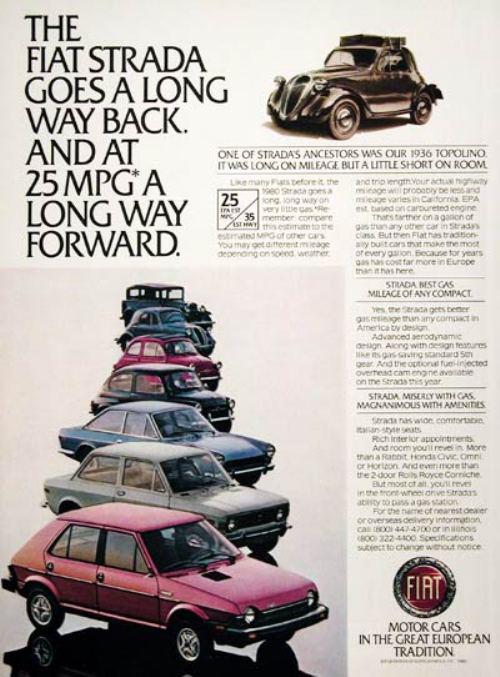 THE
FIAT STRADA
GOES A LONG
WAY BACK.
AND AT
25 MPG* A
LONG WAY
FORWARD.
ONE OF STRADA'S ANCESTORS WAS OUR 1936 TOPOLINO.
IT WAS LONG ON MILEAGE BUT A LITTLE SHORT ON ROOM.
Like many Fiats before it, the
1980 Strada goes a
long, long way on
very little gas. *Re-
member: compare
this estimate to the
estimated MPG of other cars.
You may get different mileage
depending on speed, weather,
25
EPA EST
MPG
35
EST HWY
and trip length. Your actual highway
mileage will probably be less and
mileage varies in California. EPA
est. based on carbureted engine.
That's farther on a gallon of
gas than any other car in Strada's
class. But then Fiat has tradition-
ally built cars that make the most
of every gallon. Because for years
gas has cost far more in Europe
than it has here.
STRADA. BEST GAS
MILEAGE OF ANY COMPACT.
Yes, the Strada gets better
gas mileage than any compact in
America by design.
Advanced aerodynamic
design. Along with design features
like its gas-saving standard 5th
gear. And the optional fuel-injected
overhead cam engine available
on the Strada this year.
STRADA. MISERLY WITH GAS,
MAGNANIMOUS WITH AMENITIES.
Strada has wide, comfortable,
Italian-style seats.
Rich interior appointments.
And room you'll revel in. More
than a Rabbit, Honda Civic, Omni
or Horizon. And even more than
the 2-door Rolls Royce Corniche.
But most of all, you'll revel
in the front-wheel drive Strada's
ability to pass a gas station.
For the name of nearest dealer
or overseas delivery information,
call (800) 447-4700 or in Illinois
(800) 322-4400. Specifications
subject to change without notice.
FIAT
MOTOR CARS
IN THE GREAT EUROPEAN
TRADITION.